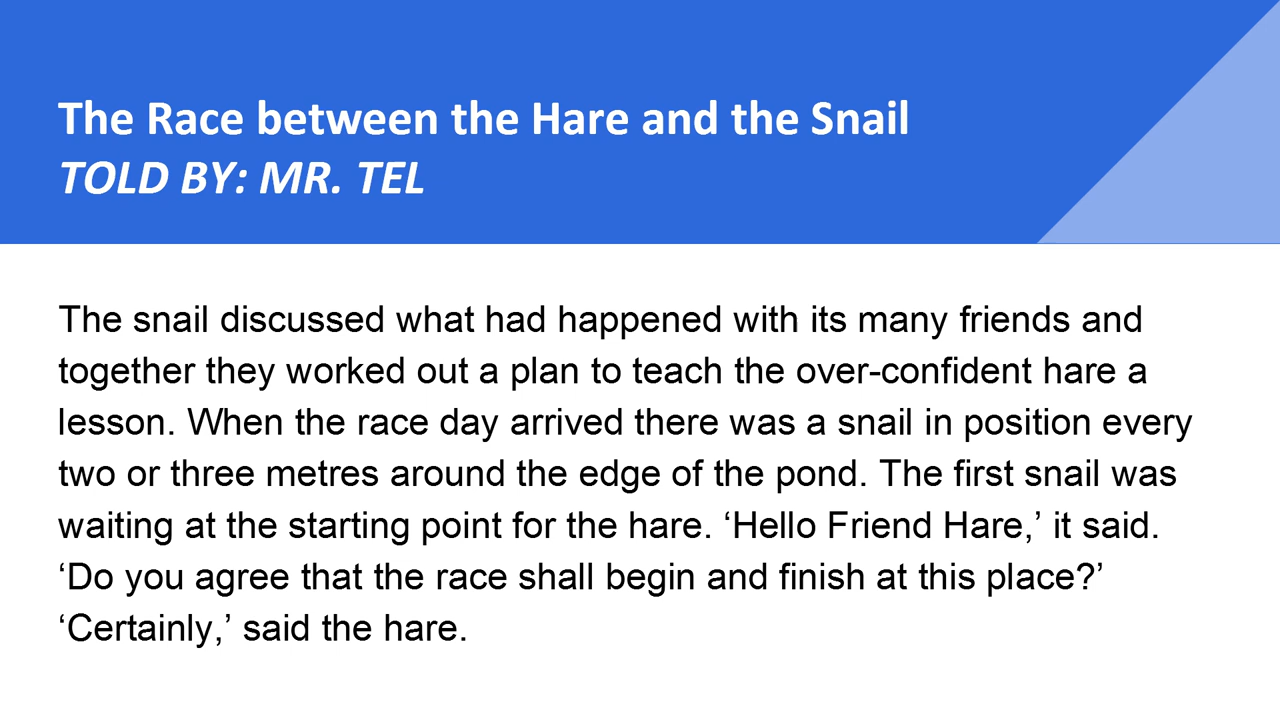 The Race between the Hare and the Snail
TOLD BY: MR. TEL
The snail discussed what had happened with its many friends and
together they worked out a plan to teach the over-confident hare a
lesson. When the race day arrived there was a snail in position every
two or three metres around the edge of the pond. The first snail was
waiting at the starting point for the hare. ‘Hello Friend Hare,’ it said.
‘Do you agree that the race shall begin and finish at this place?’
‘Certainly,’ said the hare.